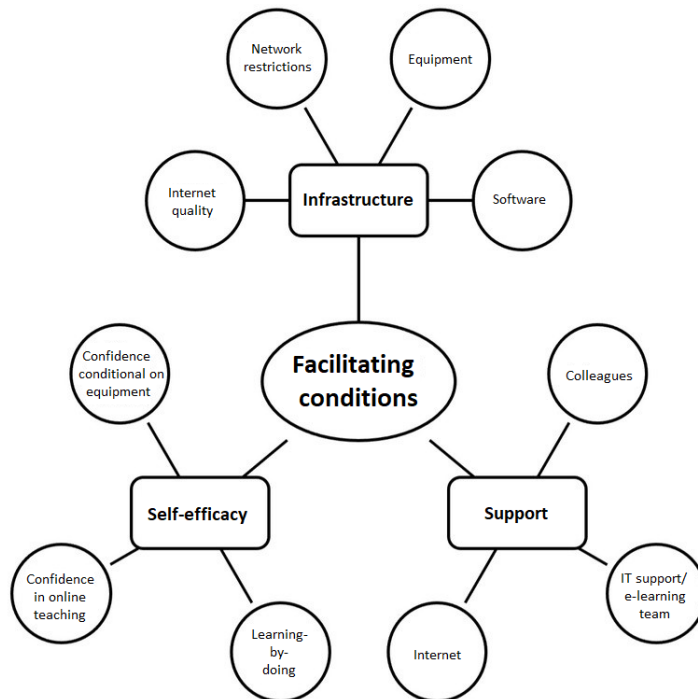 Network
restrictions
Equipment
Internet
quality
Infrastructure
Software
Facilitating
conditions
Confidence
conditional on
equipment
Colleagues
Self-efficacy
Support
Confidence
in online
teaching
Learning-
by-
doing
Internet
IT support/
e-learning
team